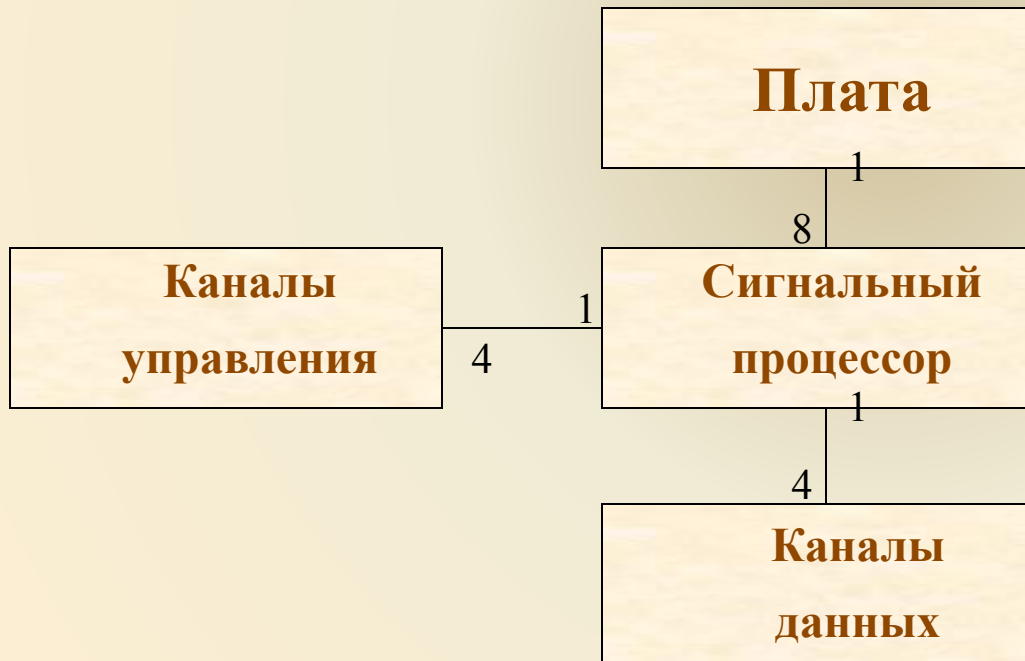 Плата
1
8
Каналы
управления
4
1
Сигнальный
процессор
1
4
Каналы
данных